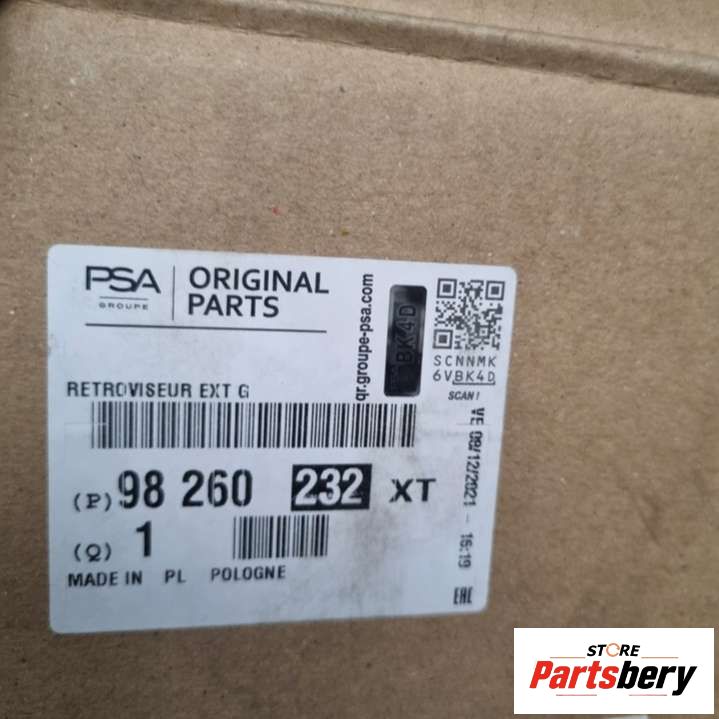 PSA
GROUPE
ORIGINAL
PARTS
qr.groupe-psa.com
BK4D
SCNNMK
6VBK4D
SCAN !
RETROVISEUR EXT G
VE 08/12/2021 - 16:19
(P) 98 260 232 XT
(Q) 1
MADE IN PL POLOGNE
EAC
STORE
Partsbery